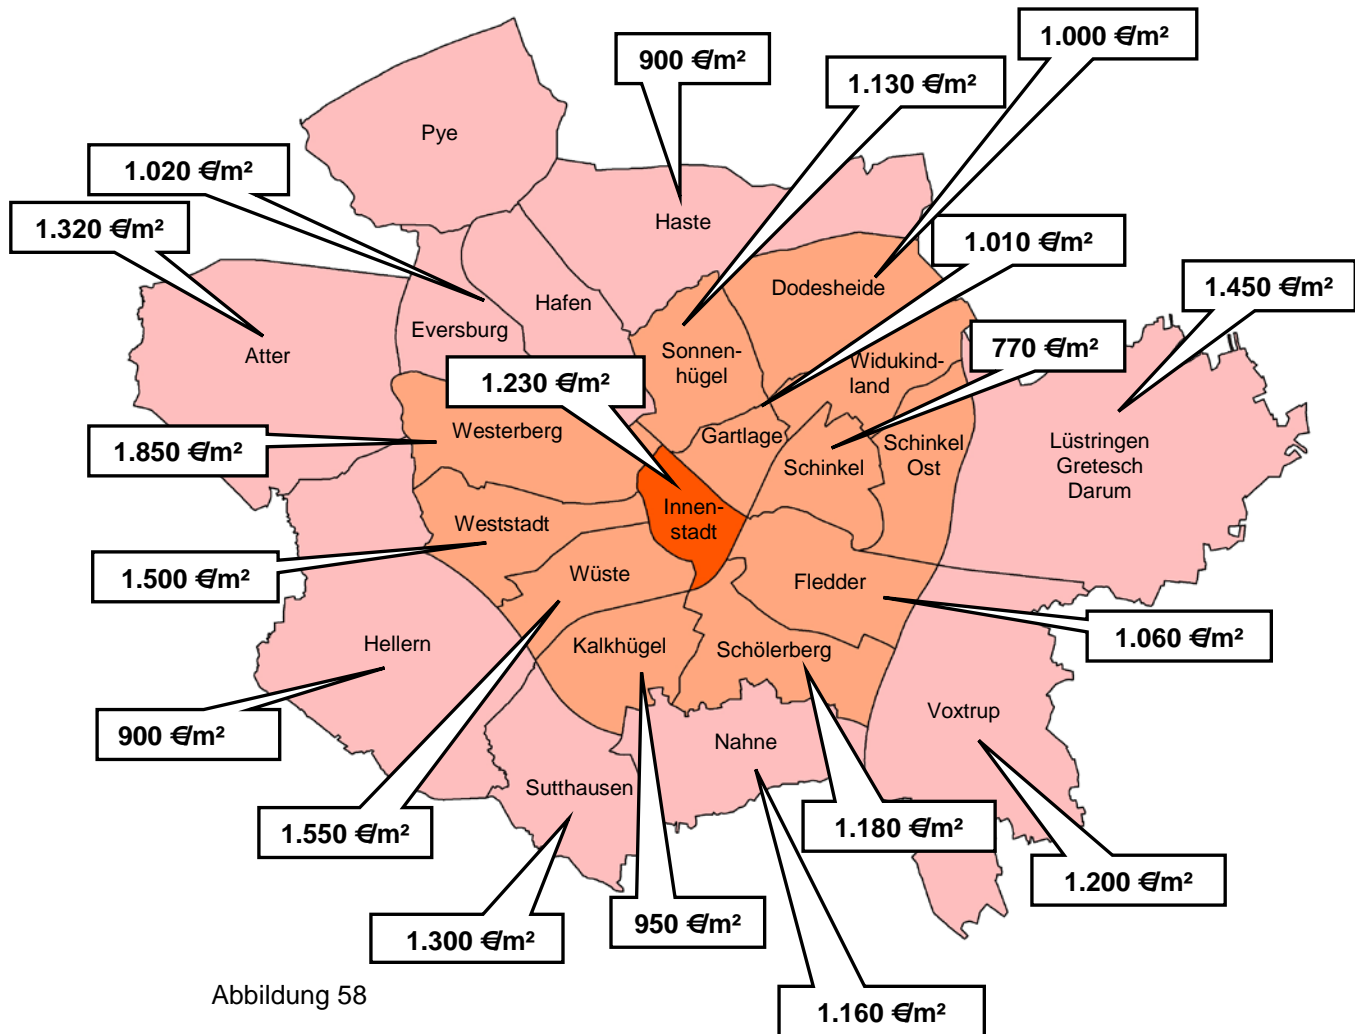 1.000 €/m²
900 €/m²
1.130 €/m²
Pye
1.020 €/m²
1.320 €/m²
Haste
1.010 €/m²
Dodesheide
1.450 €/m²
Hafen
Eversburg
Atter
Sonnen-
hügel
770 €/m²
Widukind-
land
1.230 €/m²
Westerberg
Gartlage
1.850 €/m²
Schinkel
Schinkel
Ost
Lüstringen
Gretesch
Darum
Innen-
stadt
Weststadt
1.500 €/m²
Wüste
Fledder
1.060 €/m²
Hellern
Kalkhügel
Schölerberg
900 €/m²
Voxtrup
Nahne
Sutthausen
1.550 €/m²
1.180 €/m²
1.200 €/m²
950 €/m²
1.300 €/m²
Abbildung 58
1.160 €/m²